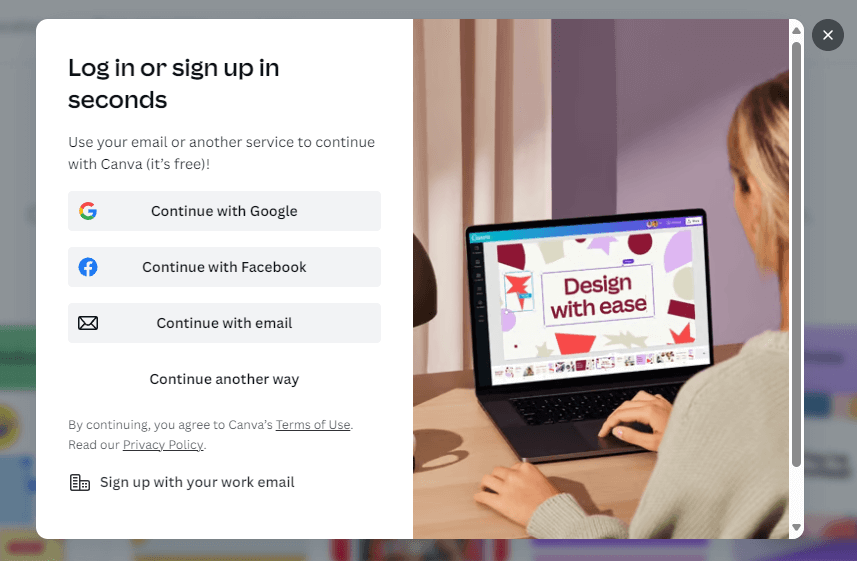 Log in or sign up in
seconds
Use your email or another service to continue
with Canva (it's free)!
Continue with Google
Continue with Facebook
Continue with email
Continue another way
By continuing, you agree to Canva's Terms of Use.
Read our Privacy Policy.
Sign up with your work email
Canva
Design
with ease